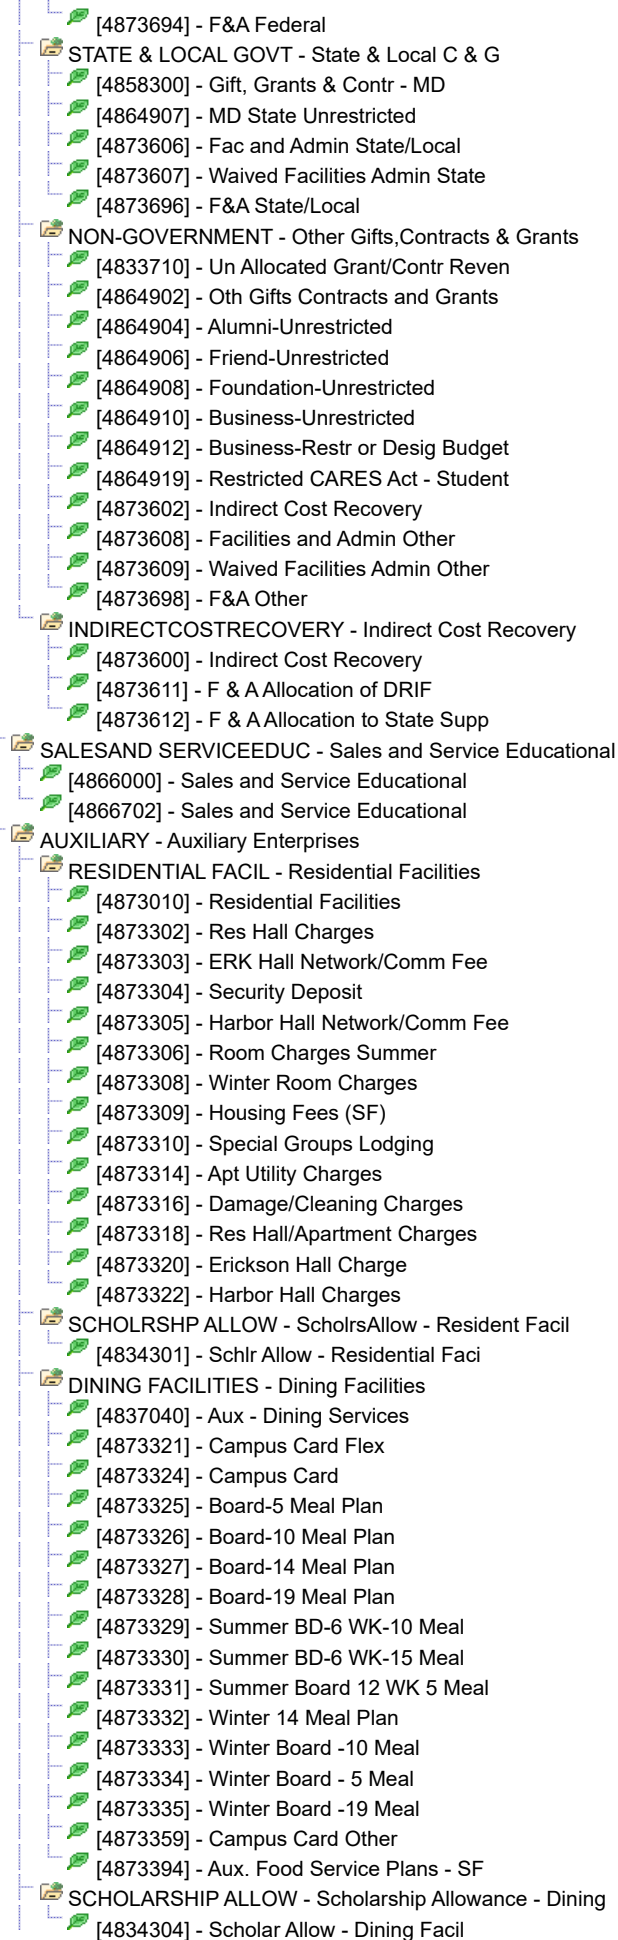 [4873694] - F&A Federal
STATE & LOCAL GOVT - State & Local C & G
[4858300] - Gift, Grants & Contr - MD
[4864907] - MD State Unrestricted
[4873606] - Fac and Admin State/Local
[4873607] - Waived Facilities Admin State
[4873696] - F&A State/Local
NON-GOVERNMENT - Other Gifts,Contracts & Grants
[4833710] - Un Allocated Grant/Contr Reven
[4864902] - Oth Gifts Contracts and Grants
[4864904] - Alumni-Unrestricted
[4864906] - Friend-Unrestricted
[4864908] - Foundation-Unrestricted
[4864910] - Business-Unrestricted
[4864912] - Business-Restr or Desig Budget
[4864919] - Restricted CARES Act - Student
[4873602] - Indirect Cost Recovery
[4873608] - Facilities and Admin Other
[4873609] - Waived Facilities Admin Other
[4873698] - F&A Other
INDIRECTCOSTRECOVERY - Indirect Cost Recovery
[4873600] - Indirect Cost Recovery
[4873611] - F & A Allocation of DRIF
[4873612] - F & A Allocation to State Supp
SALESAND SERVICEEDUC - Sales and Service Educational
[4866000] - Sales and Service Educational
[4866702] - Sales and Service Educational
AUXILIARY - Auxiliary Enterprises
RESIDENTIAL FACIL - Residential Facilities
[4873010] - Residential Facilities
[4873302] - Res Hall Charges
[4873303] - ERK Hall Network/Comm Fee
[4873304] - Security Deposit
[4873305] - Harbor Hall Network/Comm Fee
[4873306] - Room Charges Summer
[4873308] - Winter Room Charges
[4873309] - Housing Fees (SF)
[4873310] - Special Groups Lodging
[4873314] - Apt Utility Charges
[4873316] - Damage/Cleaning Charges
[4873318] - Res Hall/Apartment Charges
[4873320] - Erickson Hall Charge
[4873322] - Harbor Hall Charges
SCHOLRSHP ALLOW - ScholrsAllow - Resident Facil
[4834301] - Schlr Allow - Residential Faci
DINING FACILITIES - Dining Facilities
[4837040] - Aux - Dining Services
[4873321] - Campus Card Flex
[4873324] - Campus Card
[4873325] - Board-5 Meal Plan
[4873326] - Board-10 Meal Plan
[4873327] - Board-14 Meal Plan
[4873328] - Board-19 Meal Plan
[4873329] - Summer BD-6 WK-10 Meal
[4873330] - Summer BD-6 WK-15 Meal
[4873331] - Summer Board 12 WK 5 Meal
[4873332] - Winter 14 Meal Plan
[4873333] - Winter Board -10 Meal
[4873334] - Winter Board - 5 Meal
[4873335] - Winter Board -19 Meal
[4873359] - Campus Card Other
[4873394] - Aux. Food Service Plans - SF
SCHOLARSHIP ALLOW - Scholarship Allowance - Dining
[4834304] - Scholar Allow - Dining Facil